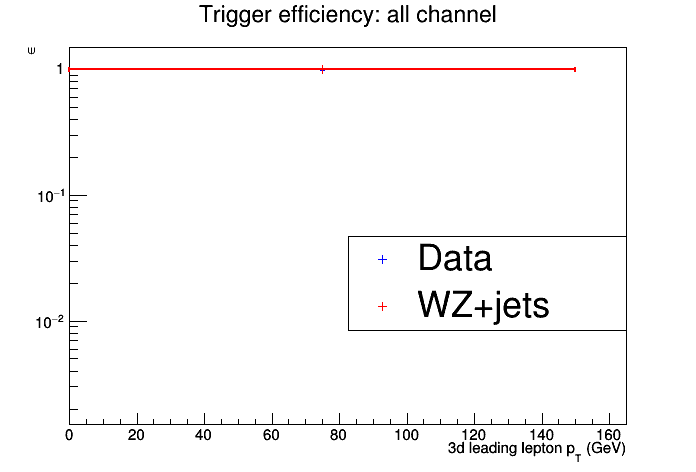 Trigger efficiency: all channel
ϵ
1
10⁻¹
10⁻²
Data
WZ+jets
0 20 40 60 80 100 120 140 160
3d leading lepton p_T (GeV)